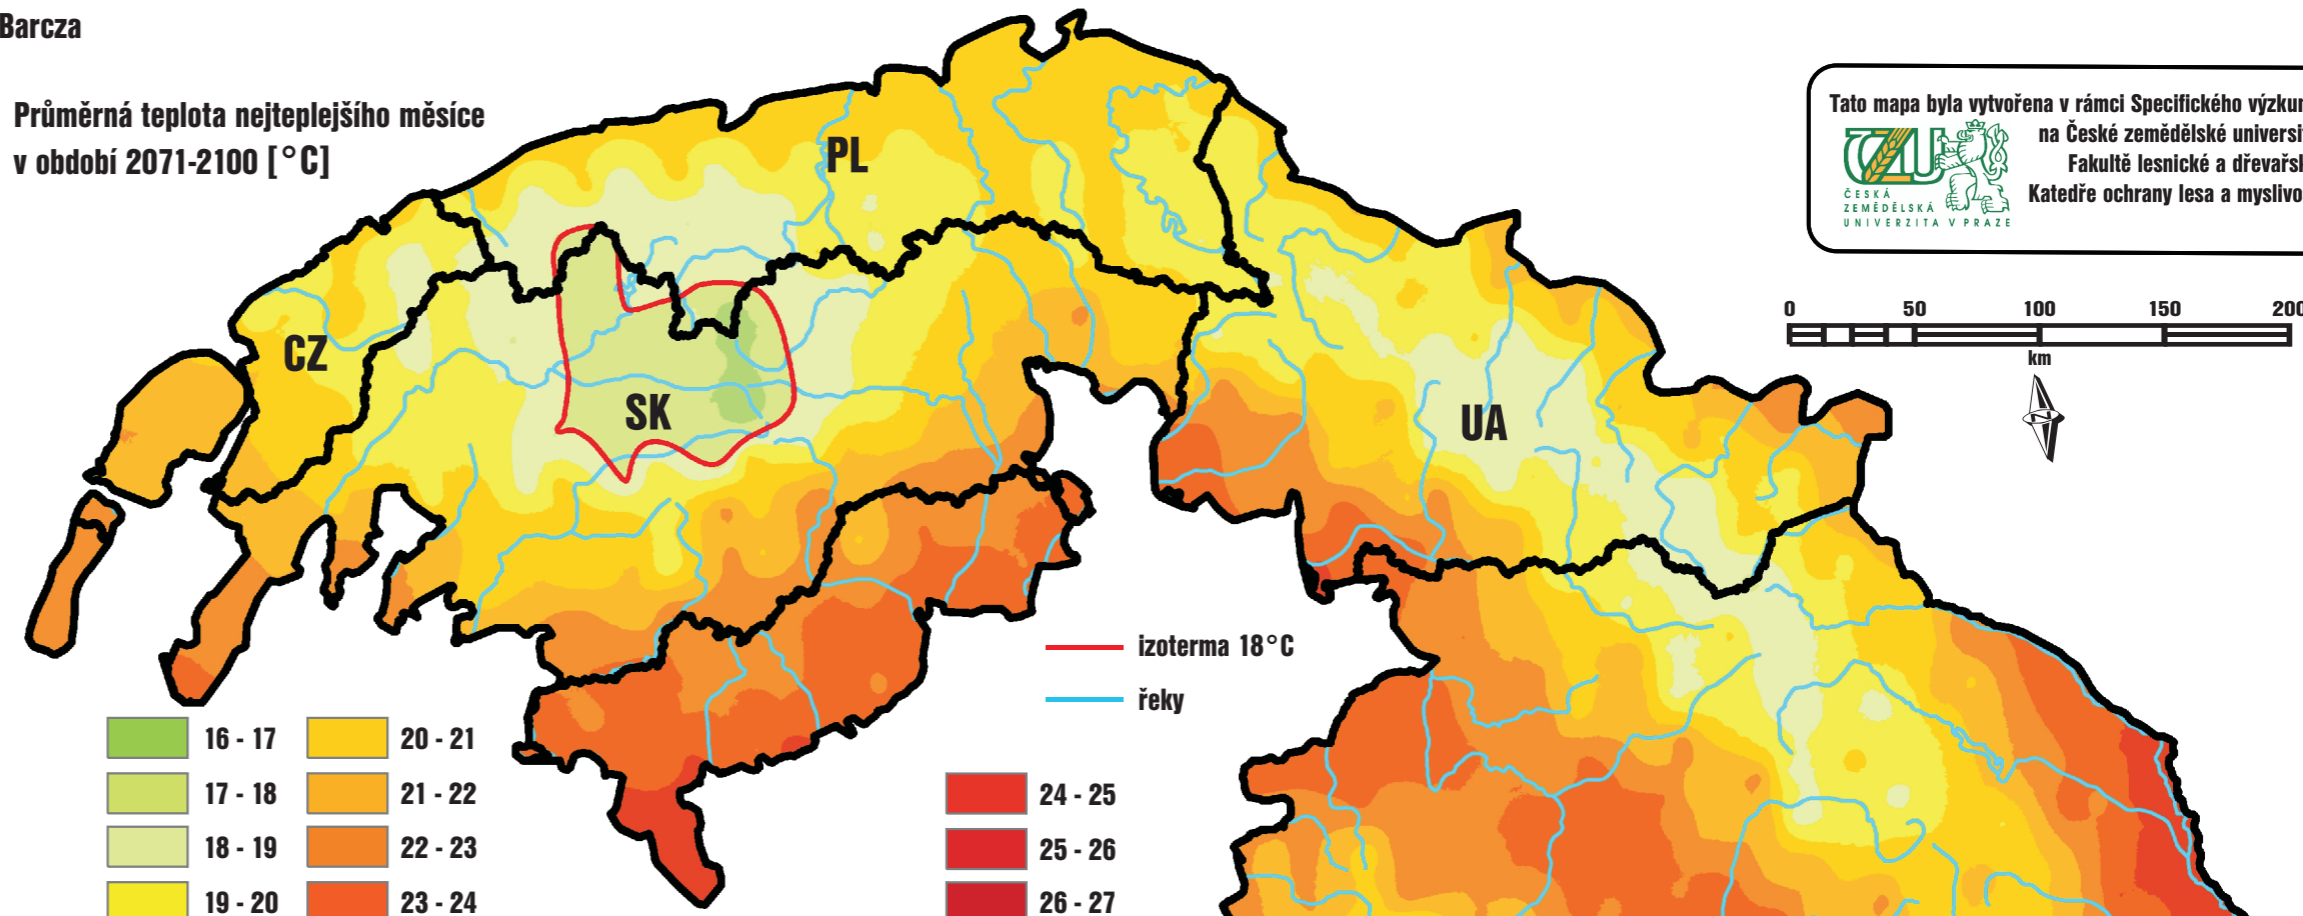 Barcza
Průměrná teplota nejteplejšího měsíce
v období 2071-2100 [°C]
Tato mapa byla vytvořena v rámci Specifického výzkum
na České zemědělské universi
Fakultě lesnické a dřevařsk
Katedře ochrany lesa a myslivo
ČZU
ČESKÁ
ZEMĚDĚLSKÁ
UNIVERZITA V PRAZE
0 50 100 150 200
km
PL
CZ
SK
UA
izoterma 18°C
řeky
16 - 17
17 - 18
18 - 19
19 - 20
20 - 21
21 - 22
22 - 23
23 - 24
24 - 25
25 - 26
26 - 27